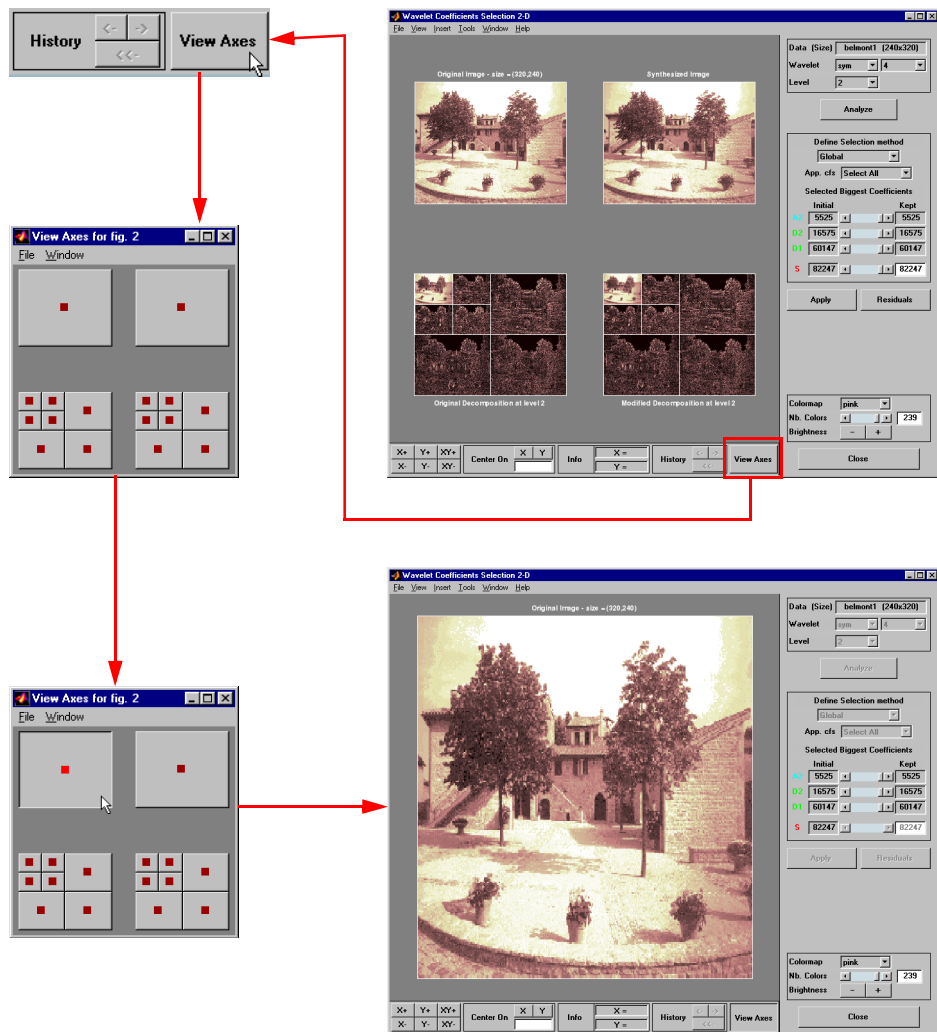 History
<-
->
<<-
View Axes
Wavelet Coefficients Selection 2-D
File View Insert Tools Window Help
Original Image - size = (320,240)
Synthesized Image
Original Decomposition at level 2
Modified Decomposition at level 2
Data (Size) belmont1 (240x320)
Wavelet sym 4
Level 2
Analyze
Define Selection method
Global
App. cfs Select All
Selected Biggest Coefficients
Initial Kept
A2 5525 5525
D2 16575 16575
D1 60147 60147
S 82247 82247
Apply Residuals
Colormap pink
Nb. Colors 239
Brightness - +
X+ Y+ XY+
X- Y- XY-
Center On X Y
Info X =
Y =
History <- ->
<<-
View Axes
Close
View Axes for fig. 2
File Window
View Axes for fig. 2
File Window
Wavelet Coefficients Selection 2-D
File View Insert Tools Window Help
Original Image - size = (320,240)
Data (Size) belmont1 (240x320)
Wavelet sym 4
Level 2
Analyze
Define Selection method
Global
App. cfs Select All
Selected Biggest Coefficients
Initial Kept
A2 5525 5525
D2 16575 16575
D1 60147 60147
S 82247 82247
Apply Residuals
Colormap pink
Nb. Colors 239
Brightness - +
X+ Y+ XY+
X- Y- XY-
Center On X Y
Info X =
Y =
History <- ->
<<-
View Axes
Close